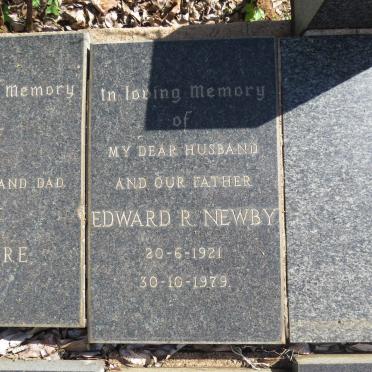 Memory
AND DAD
RE
In loving Memory
of
MY DEAR HUSBAND
AND OUR FATHER
EDWARD R. NEWBY
20-6-1921
30-10-1979